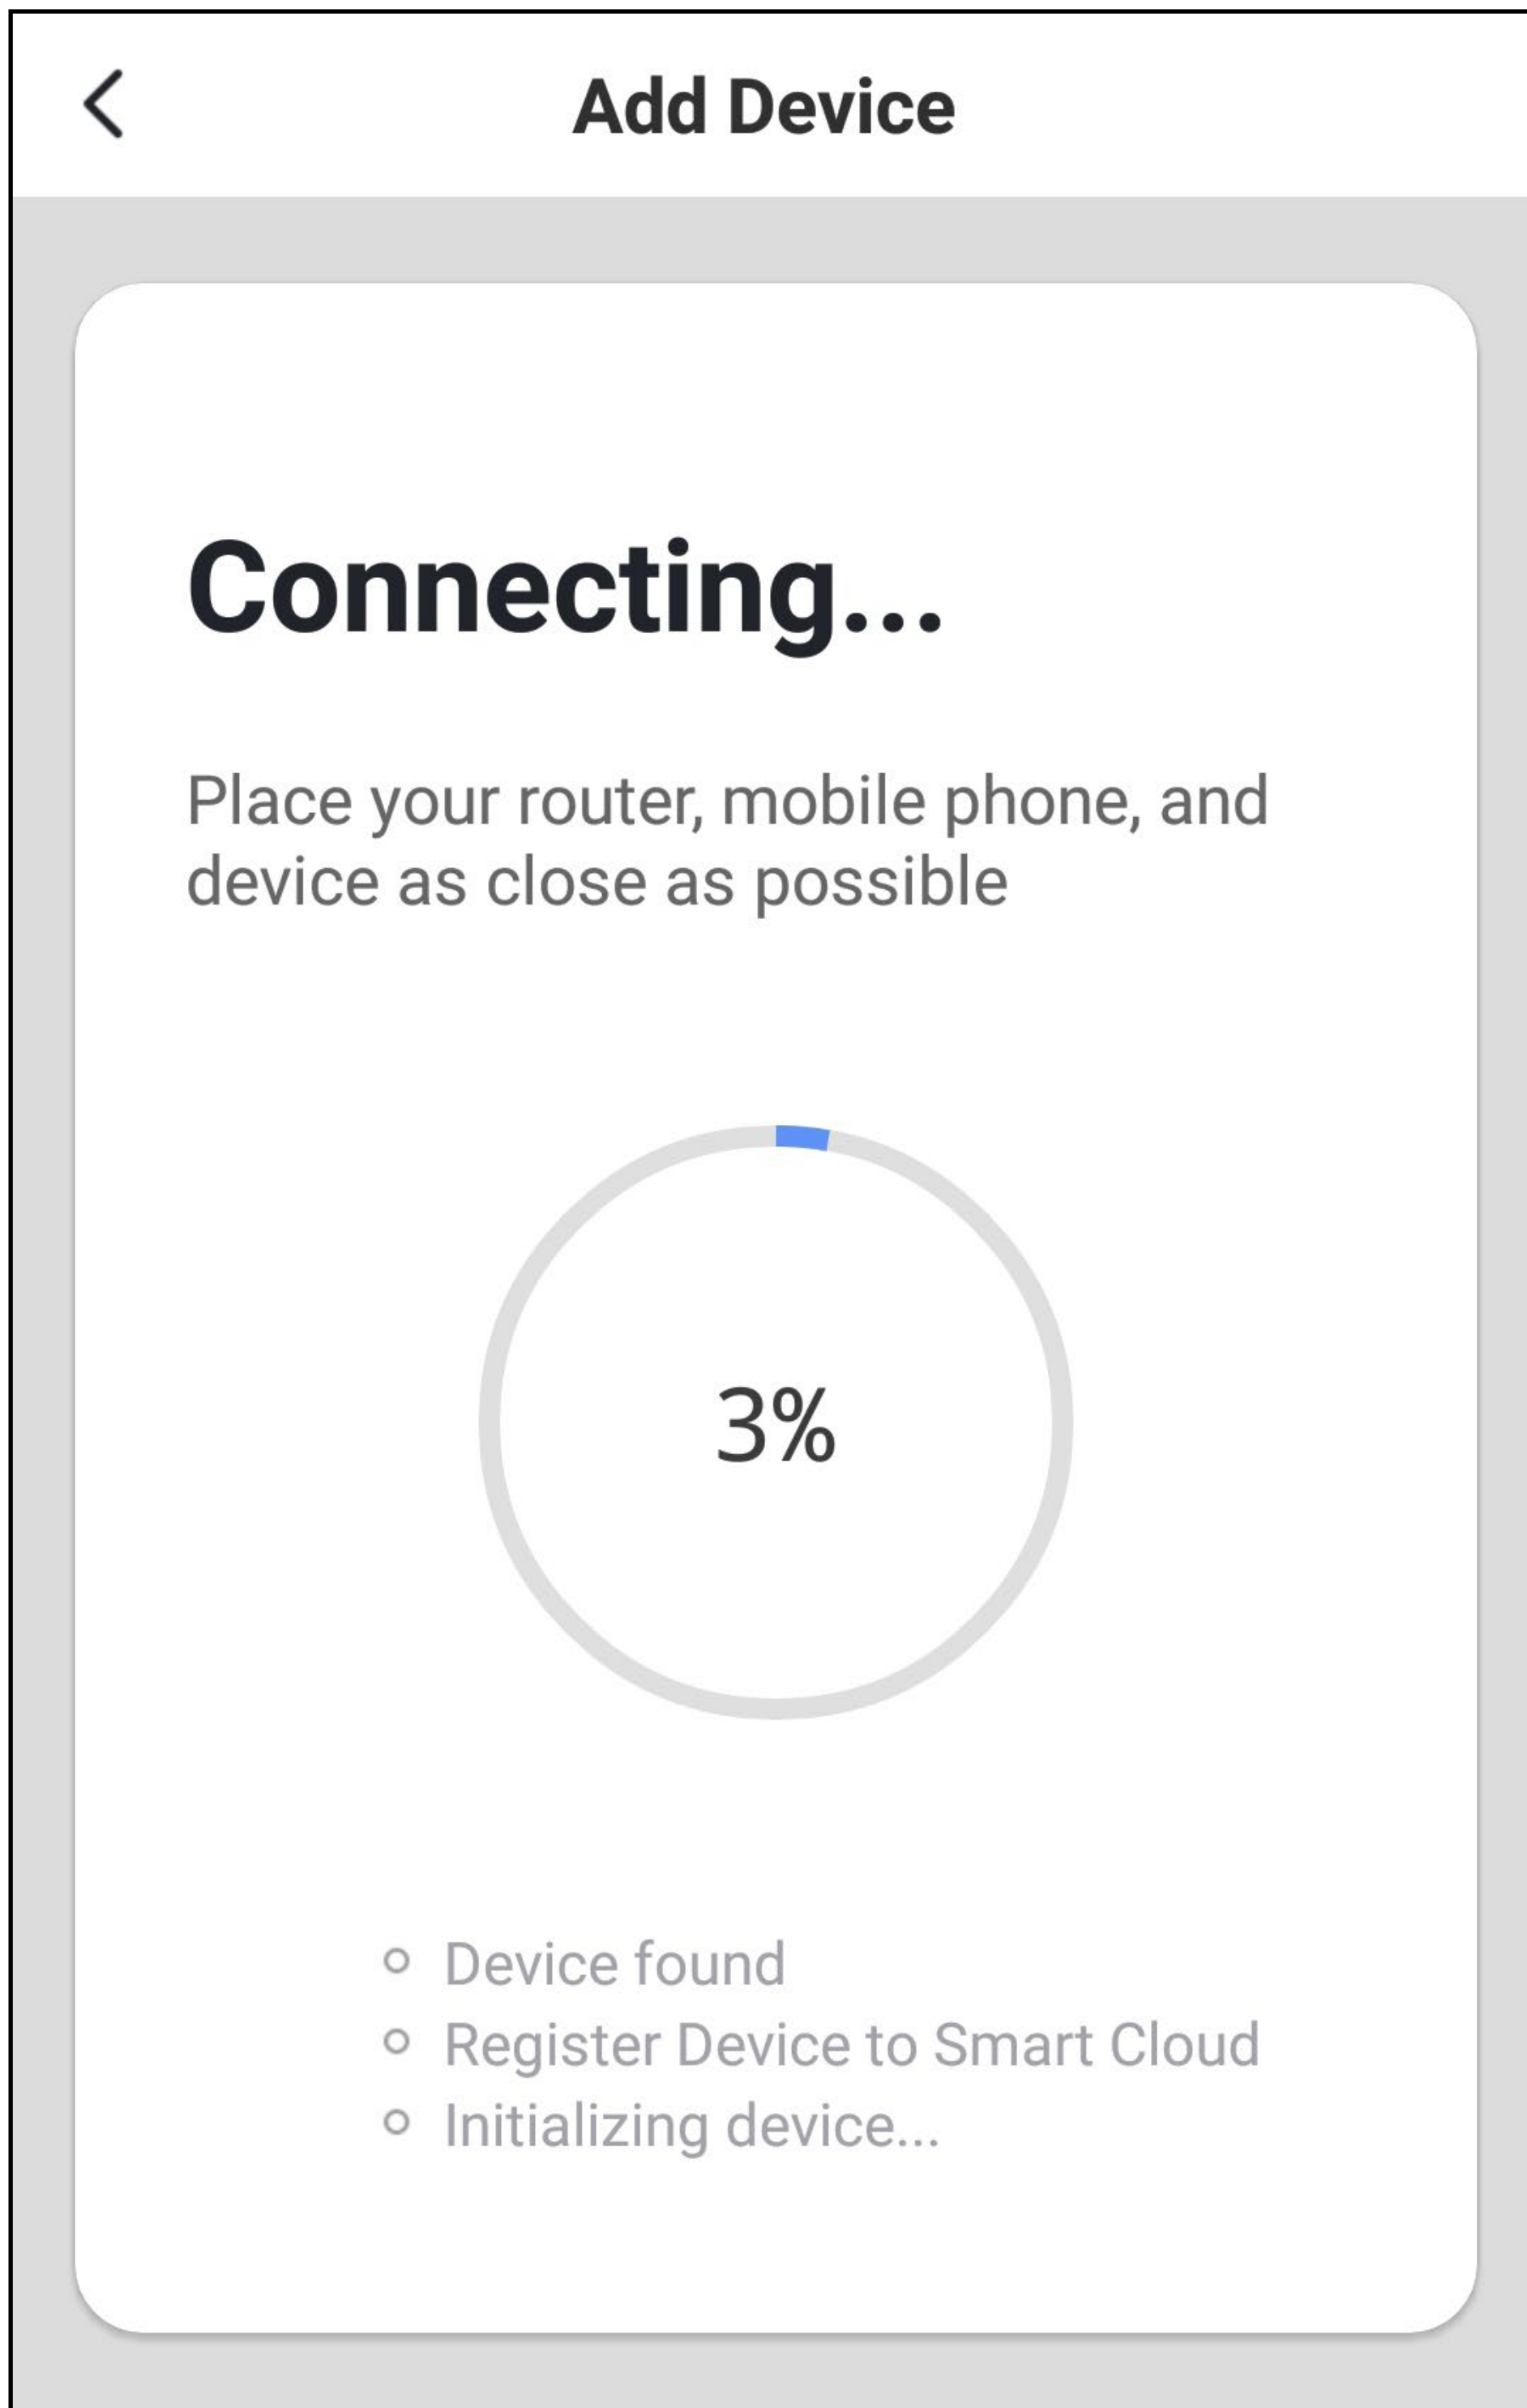 Add Device
Connecting...
Place your router, mobile phone, and
device as close as possible
3%
Device found
Register Device to Smart Cloud
Initializing device...